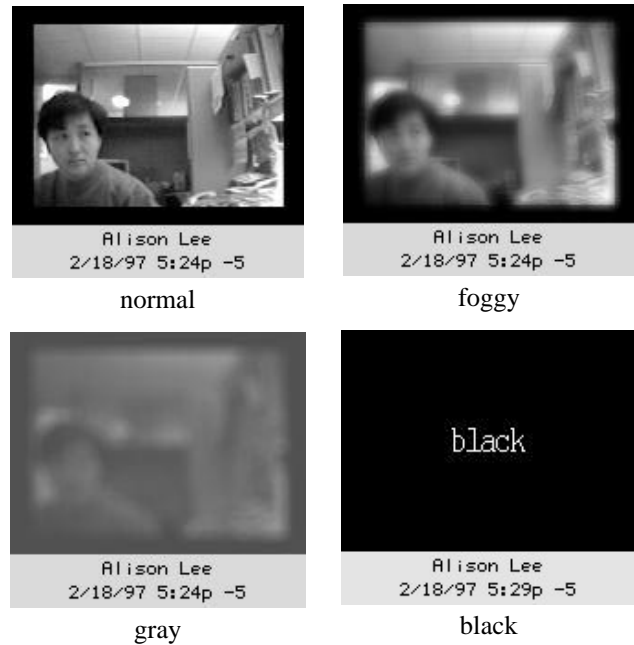 Alison Lee
2/18/97 5:24p -5
normal
Alison Lee
2/18/97 5:24p -5
foggy
Alison Lee
2/18/97 5:24p -5
gray
black
Alison Lee
2/18/97 5:29p -5
black